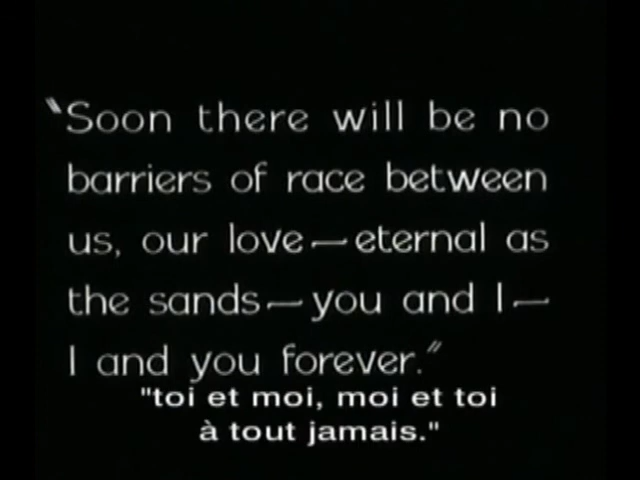 "Soon there will be no
barriers of race between
us, our love—eternal as
the sands—you and I—
I and you forever."
"toi et moi, moi et toi
à tout jamais."